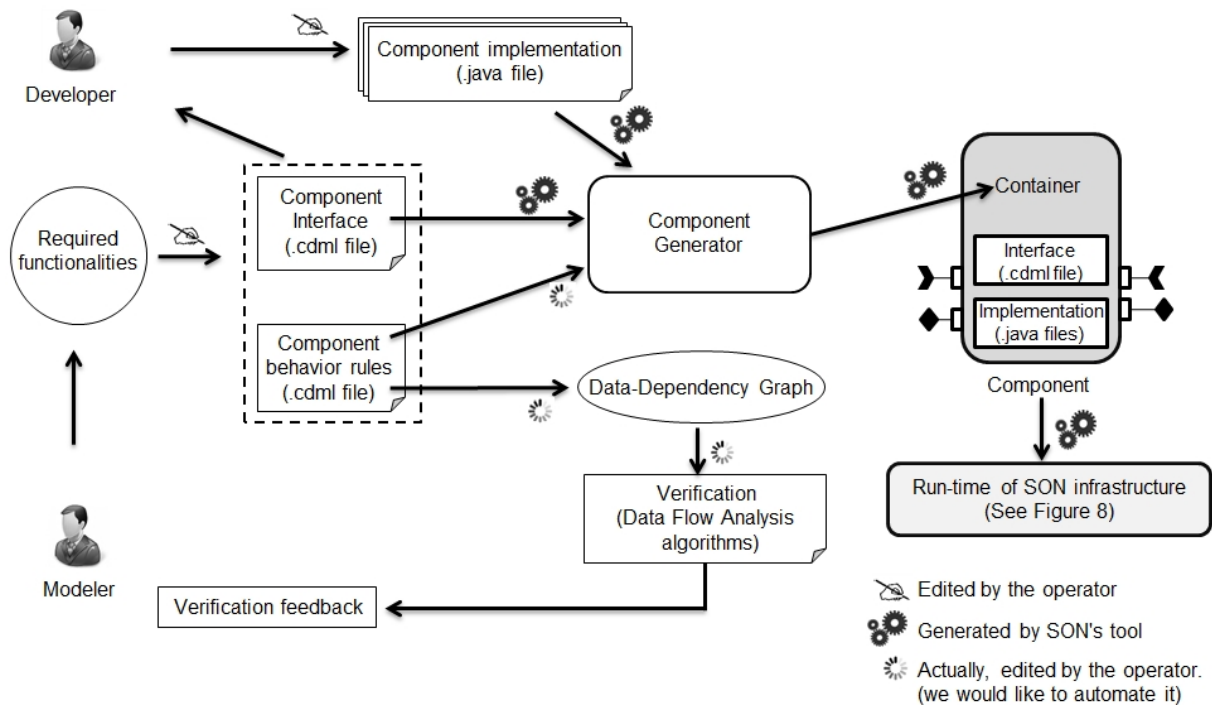 Developer
Component implementation
(.java file)
Required
functionalities
Component
Interface
(.cdml file)
Component
behavior rules
(.cdml file)
Component
Generator
Container
Interface
(.cdml file)
Implementation
(.java files)
Component
Data-Dependency Graph
Verification
(Data Flow Analysis
algorithms)
Run-time of SON infrastructure
(See Figure 8)
Modeler
Verification feedback
Edited by the operator
Generated by SON's tool
Actually, edited by the operator.
(we would like to automate it)